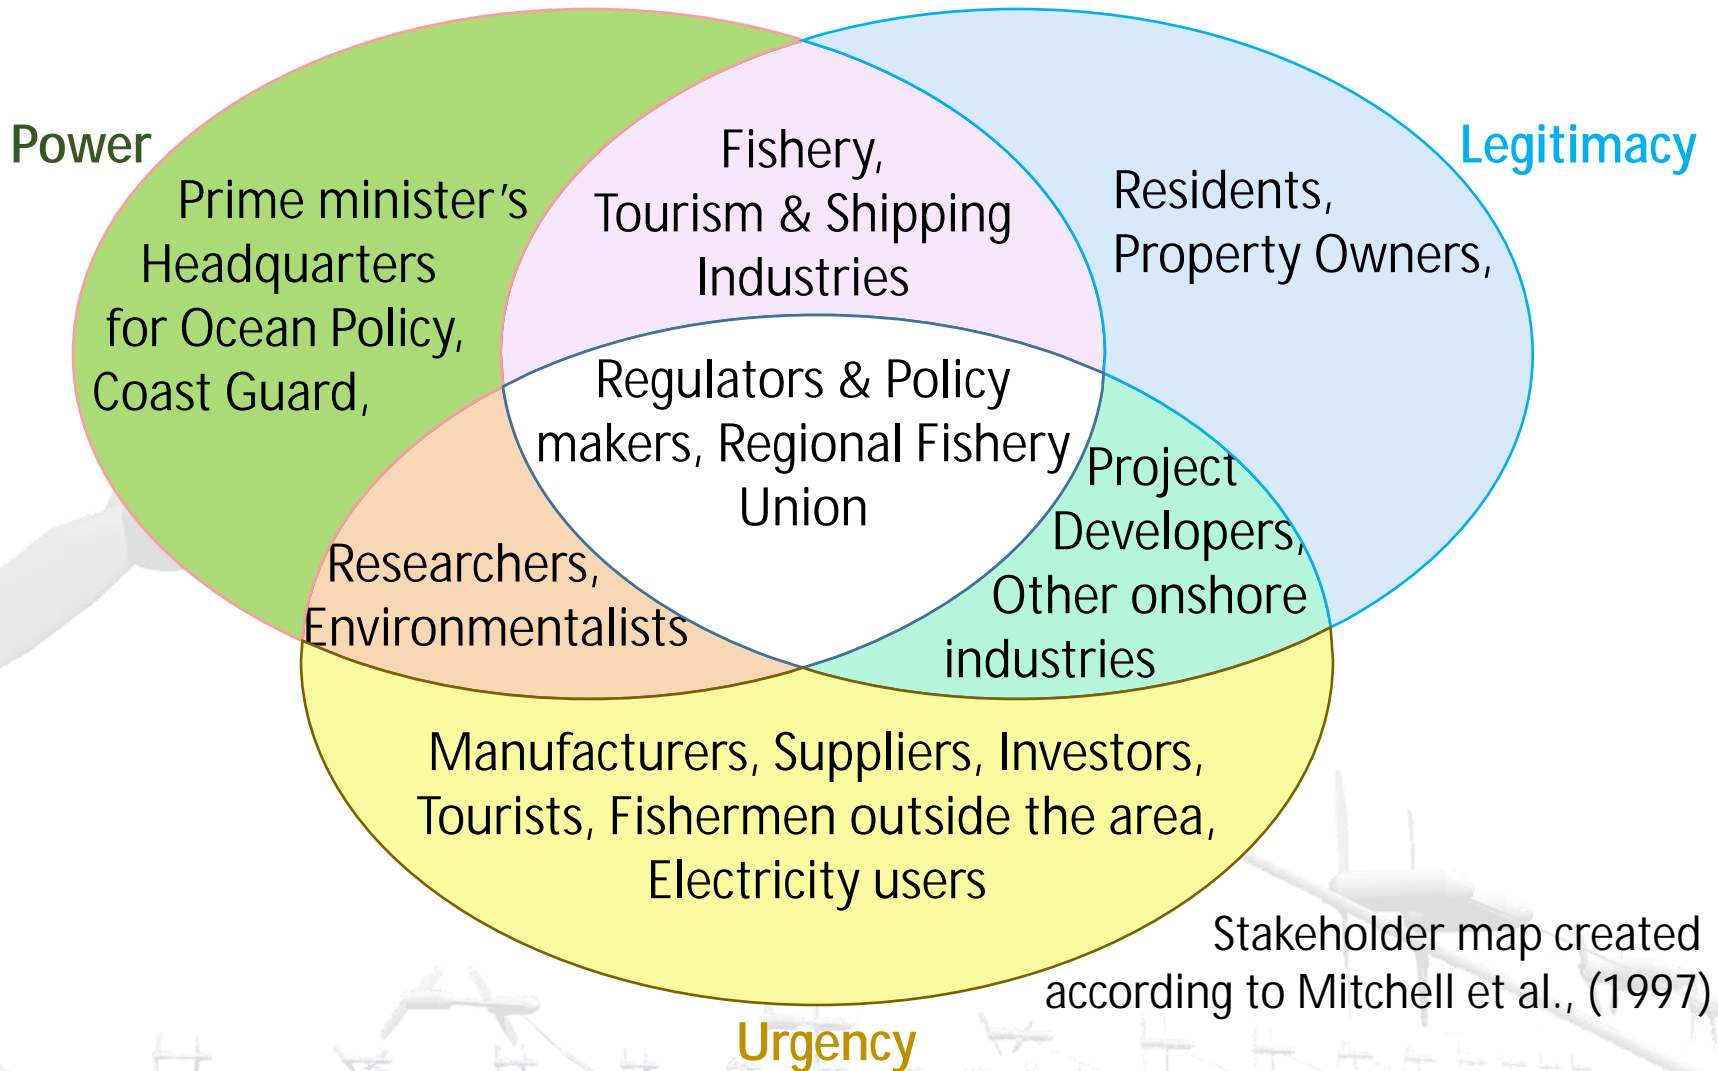 Power
Prime minister’s
Headquarters
for Ocean Policy,
Coast Guard,
Fishery,
Tourism & Shipping
Industries
Legitimacy
Residents,
Property Owners,
Regulators & Policy
makers, Regional Fishery
Union
Researchers,
Environmentalists
Project
Developers,
Other onshore
industries
Manufacturers, Suppliers, Investors,
Tourists, Fishermen outside the area,
Electricity users
Urgency
Stakeholder map created
according to Mitchell et al., (1997)